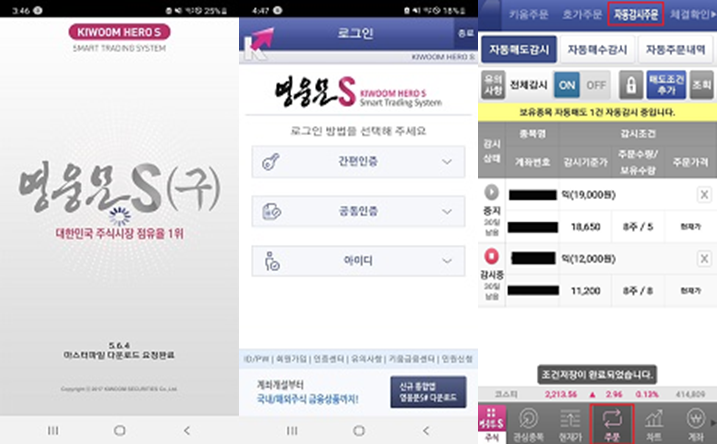 3:46
25%
KIWOOM HERO S
SMART TRADING SYSTEM
영웅문S(구)
대한민국 주식시장 점유율 1위
5.6.4
마스터파일 다운로드 요청완료
Copyright ⓒ 2017 KIWOOM SECURITIES Co., Ltd.
4:47
18%
로그인
종료
KIWOOM HERO S
영웅문S KIWOOM HERO S
Smart Trading System
로그인 방법을 선택해 주세요
간편인증
공동인증
아이디
ID/PW | 회원가입 | 인증센터 | 유의사항 | 키움금융센터 | 민원신청
계좌개설부터
국내/해외주식 금융상품까지!
신규 통합앱
영웅문S# 다운로드
키움주문 호가주문 자동감시주문 체결확인
자동매도감시 자동매수감시 자동주문내역
유의사항 전체감시 ON OFF 매도조건추가 조회
보유종목 자동매도 1건 자동감시 중입니다.
감시상태 종목명 감시조건
계좌번호 감시기준가 주문수량/보유수량 주문가격
중지 30일 남음 익(19,000원) X
18,650 8주 / 5 현재가
감시중 30일 남음 익(12,000원) X
11,200 8주 / 8 현재가
조건저장이 완료되었습니다.
코스피 2,213.56 ▲ 2.96 0.13% 414,809
영웅문S 주식 관심종목 현재가 주문 차트 계좌